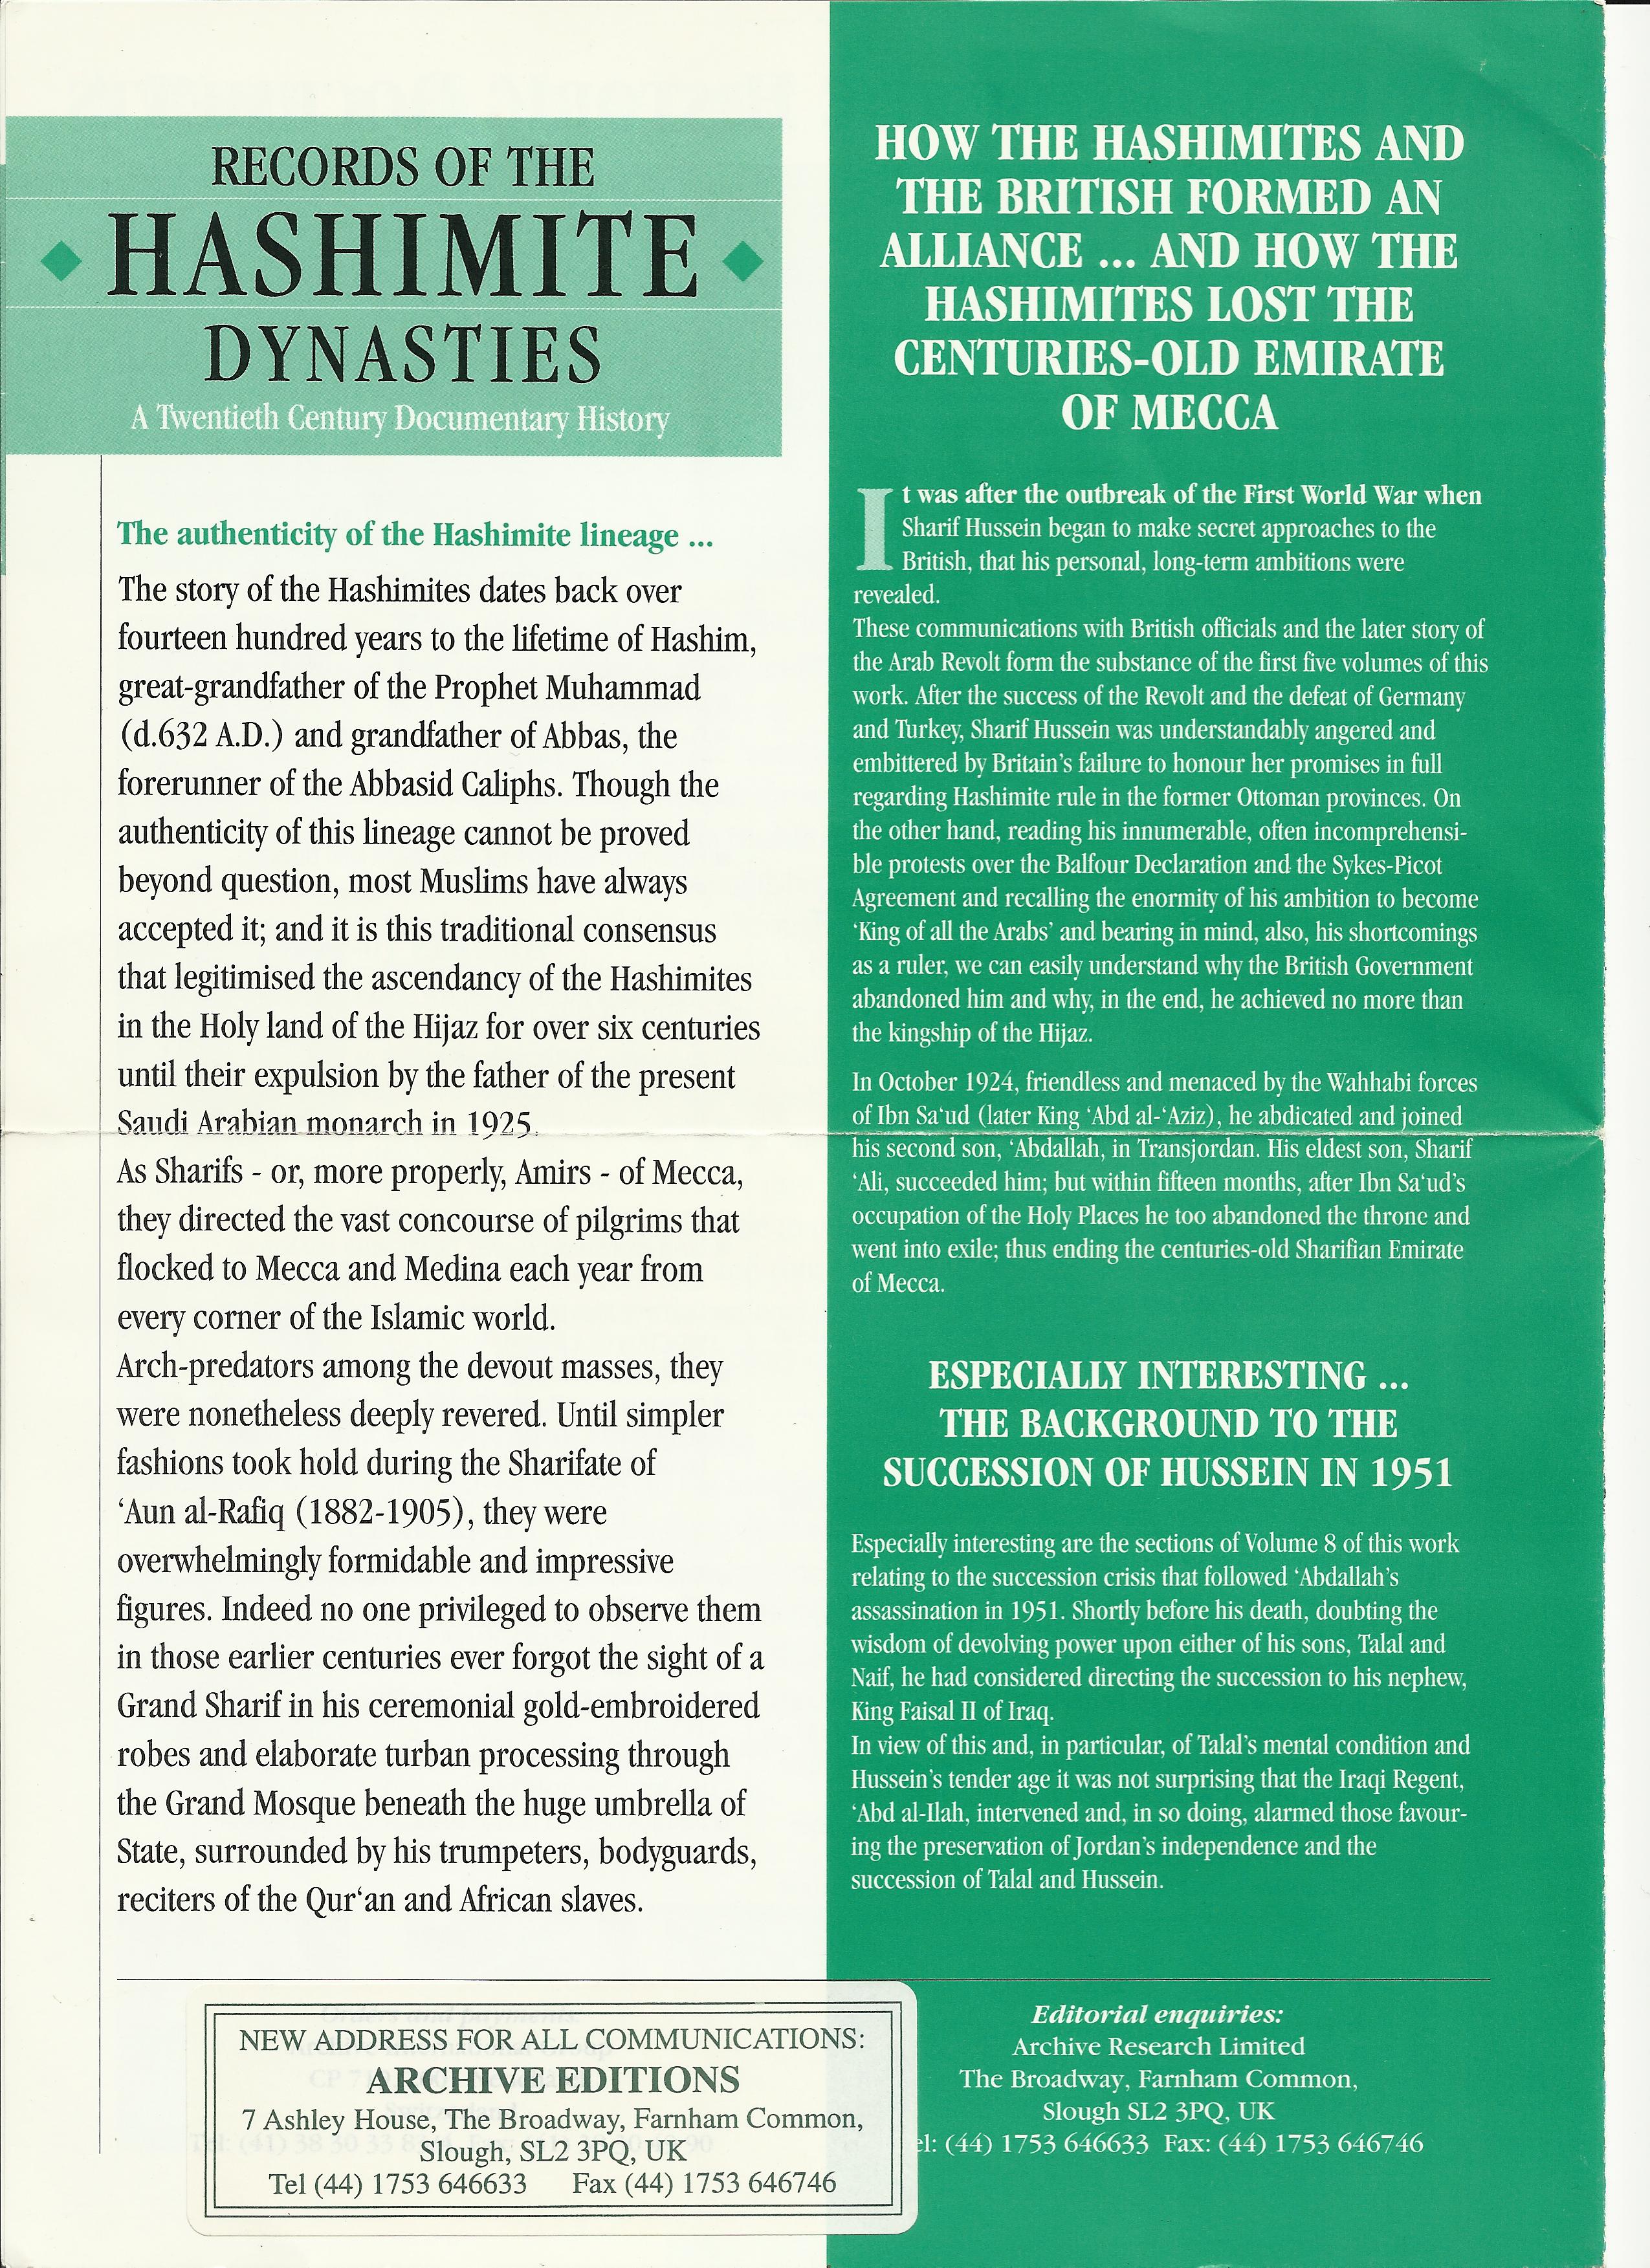 RECORDS OF THE
HASHIMITE
DYNASTIES
A Twentieth Century Documentary History
The authenticity of the Hashimite lineage ...
The story of the Hashimites dates back over
fourteen hundred years to the lifetime of Hashim,
great-grandfather of the Prophet Muhammad
(d.632 A.D.) and grandfather of Abbas, the
forerunner of the Abbasid Caliphs. Though the
authenticity of this lineage cannot be proved
beyond question, most Muslims have always
accepted it; and it is this traditional consensus
that legitimised the ascendancy of the Hashimites
in the Holy land of the Hijaz for over six centuries
until their expulsion by the father of the present
Saudi Arabian monarch in 1925.
As Sharifs - or, more properly, Amirs - of Mecca,
they directed the vast concourse of pilgrims that
flocked to Mecca and Medina each year from
every corner of the Islamic world.
Arch-predators among the devout masses, they
were nonetheless deeply revered. Until simpler
fashions took hold during the Sharifate of
‘Aun al-Rafiq (1882-1905), they were
overwhelmingly formidable and impressive
figures. Indeed no one privileged to observe them
in those earlier centuries ever forgot the sight of a
Grand Sharif in his ceremonial gold-embroidered
robes and elaborate turban processing through
the Grand Mosque beneath the huge umbrella of
State, surrounded by his trumpeters, bodyguards,
reciters of the Qur‘an and African slaves.
NEW ADDRESS FOR ALL COMMUNICATIONS:
ARCHIVE EDITIONS
7 Ashley House, The Broadway, Farnham Common,
Slough, SL2 3PQ, UK
Tel (44) 1753 646633 Fax (44) 1753 646746
HOW THE HASHIMITES AND
THE BRITISH FORMED AN
ALLIANCE ... AND HOW THE
HASHIMITES LOST THE
CENTURIES-OLD EMIRATE
OF MECCA
It was after the outbreak of the First World War when
Sharif Hussein began to make secret approaches to the
British, that his personal, long-term ambitions were
revealed.
These communications with British officials and the later story of
the Arab Revolt form the substance of the first five volumes of this
work. After the success of the Revolt and the defeat of Germany
and Turkey, Sharif Hussein was understandably angered and
embittered by Britain’s failure to honour her promises in full
regarding Hashimite rule in the former Ottoman provinces. On
the other hand, reading his innumerable, often incomprehensi-
ble protests over the Balfour Declaration and the Sykes-Picot
Agreement and recalling the enormity of his ambition to become
‘King of all the Arabs’ and bearing in mind, also, his shortcomings
as a ruler, we can easily understand why the British Government
abandoned him and why, in the end, he achieved no more than
the kingship of the Hijaz.
In October 1924, friendless and menaced by the Wahhabi forces
of Ibn Sa‘ud (later King ‘Abd al-‘Aziz), he abdicated and joined
his second son, ‘Abdallah, in Transjordan. His eldest son, Sharif
‘Ali, succeeded him; but within fifteen months, after Ibn Sa‘ud’s
occupation of the Holy Places he too abandoned the throne and
went into exile; thus ending the centuries-old Sharifian Emirate
of Mecca.
ESPECIALLY INTERESTING ...
THE BACKGROUND TO THE
SUCCESSION OF HUSSEIN IN 1951
Especially interesting are the sections of Volume 8 of this work
relating to the succession crisis that followed ‘Abdallah’s
assassination in 1951. Shortly before his death, doubting the
wisdom of devolving power upon either of his sons, Talal and
Naif, he had considered directing the succession to his nephew,
King Faisal II of Iraq.
In view of this and, in particular, of Talal’s mental condition and
Hussein’s tender age it was not surprising that the Iraqi Regent,
‘Abd al-Ilah, intervened and, in so doing, alarmed those favour-
ing the preservation of Jordan’s independence and the
succession of Talal and Hussein.
Editorial enquiries:
Archive Research Limited
The Broadway, Farnham Common,
Slough SL2 3PQ, UK
el: (44) 1753 646633 Fax: (44) 1753 646746